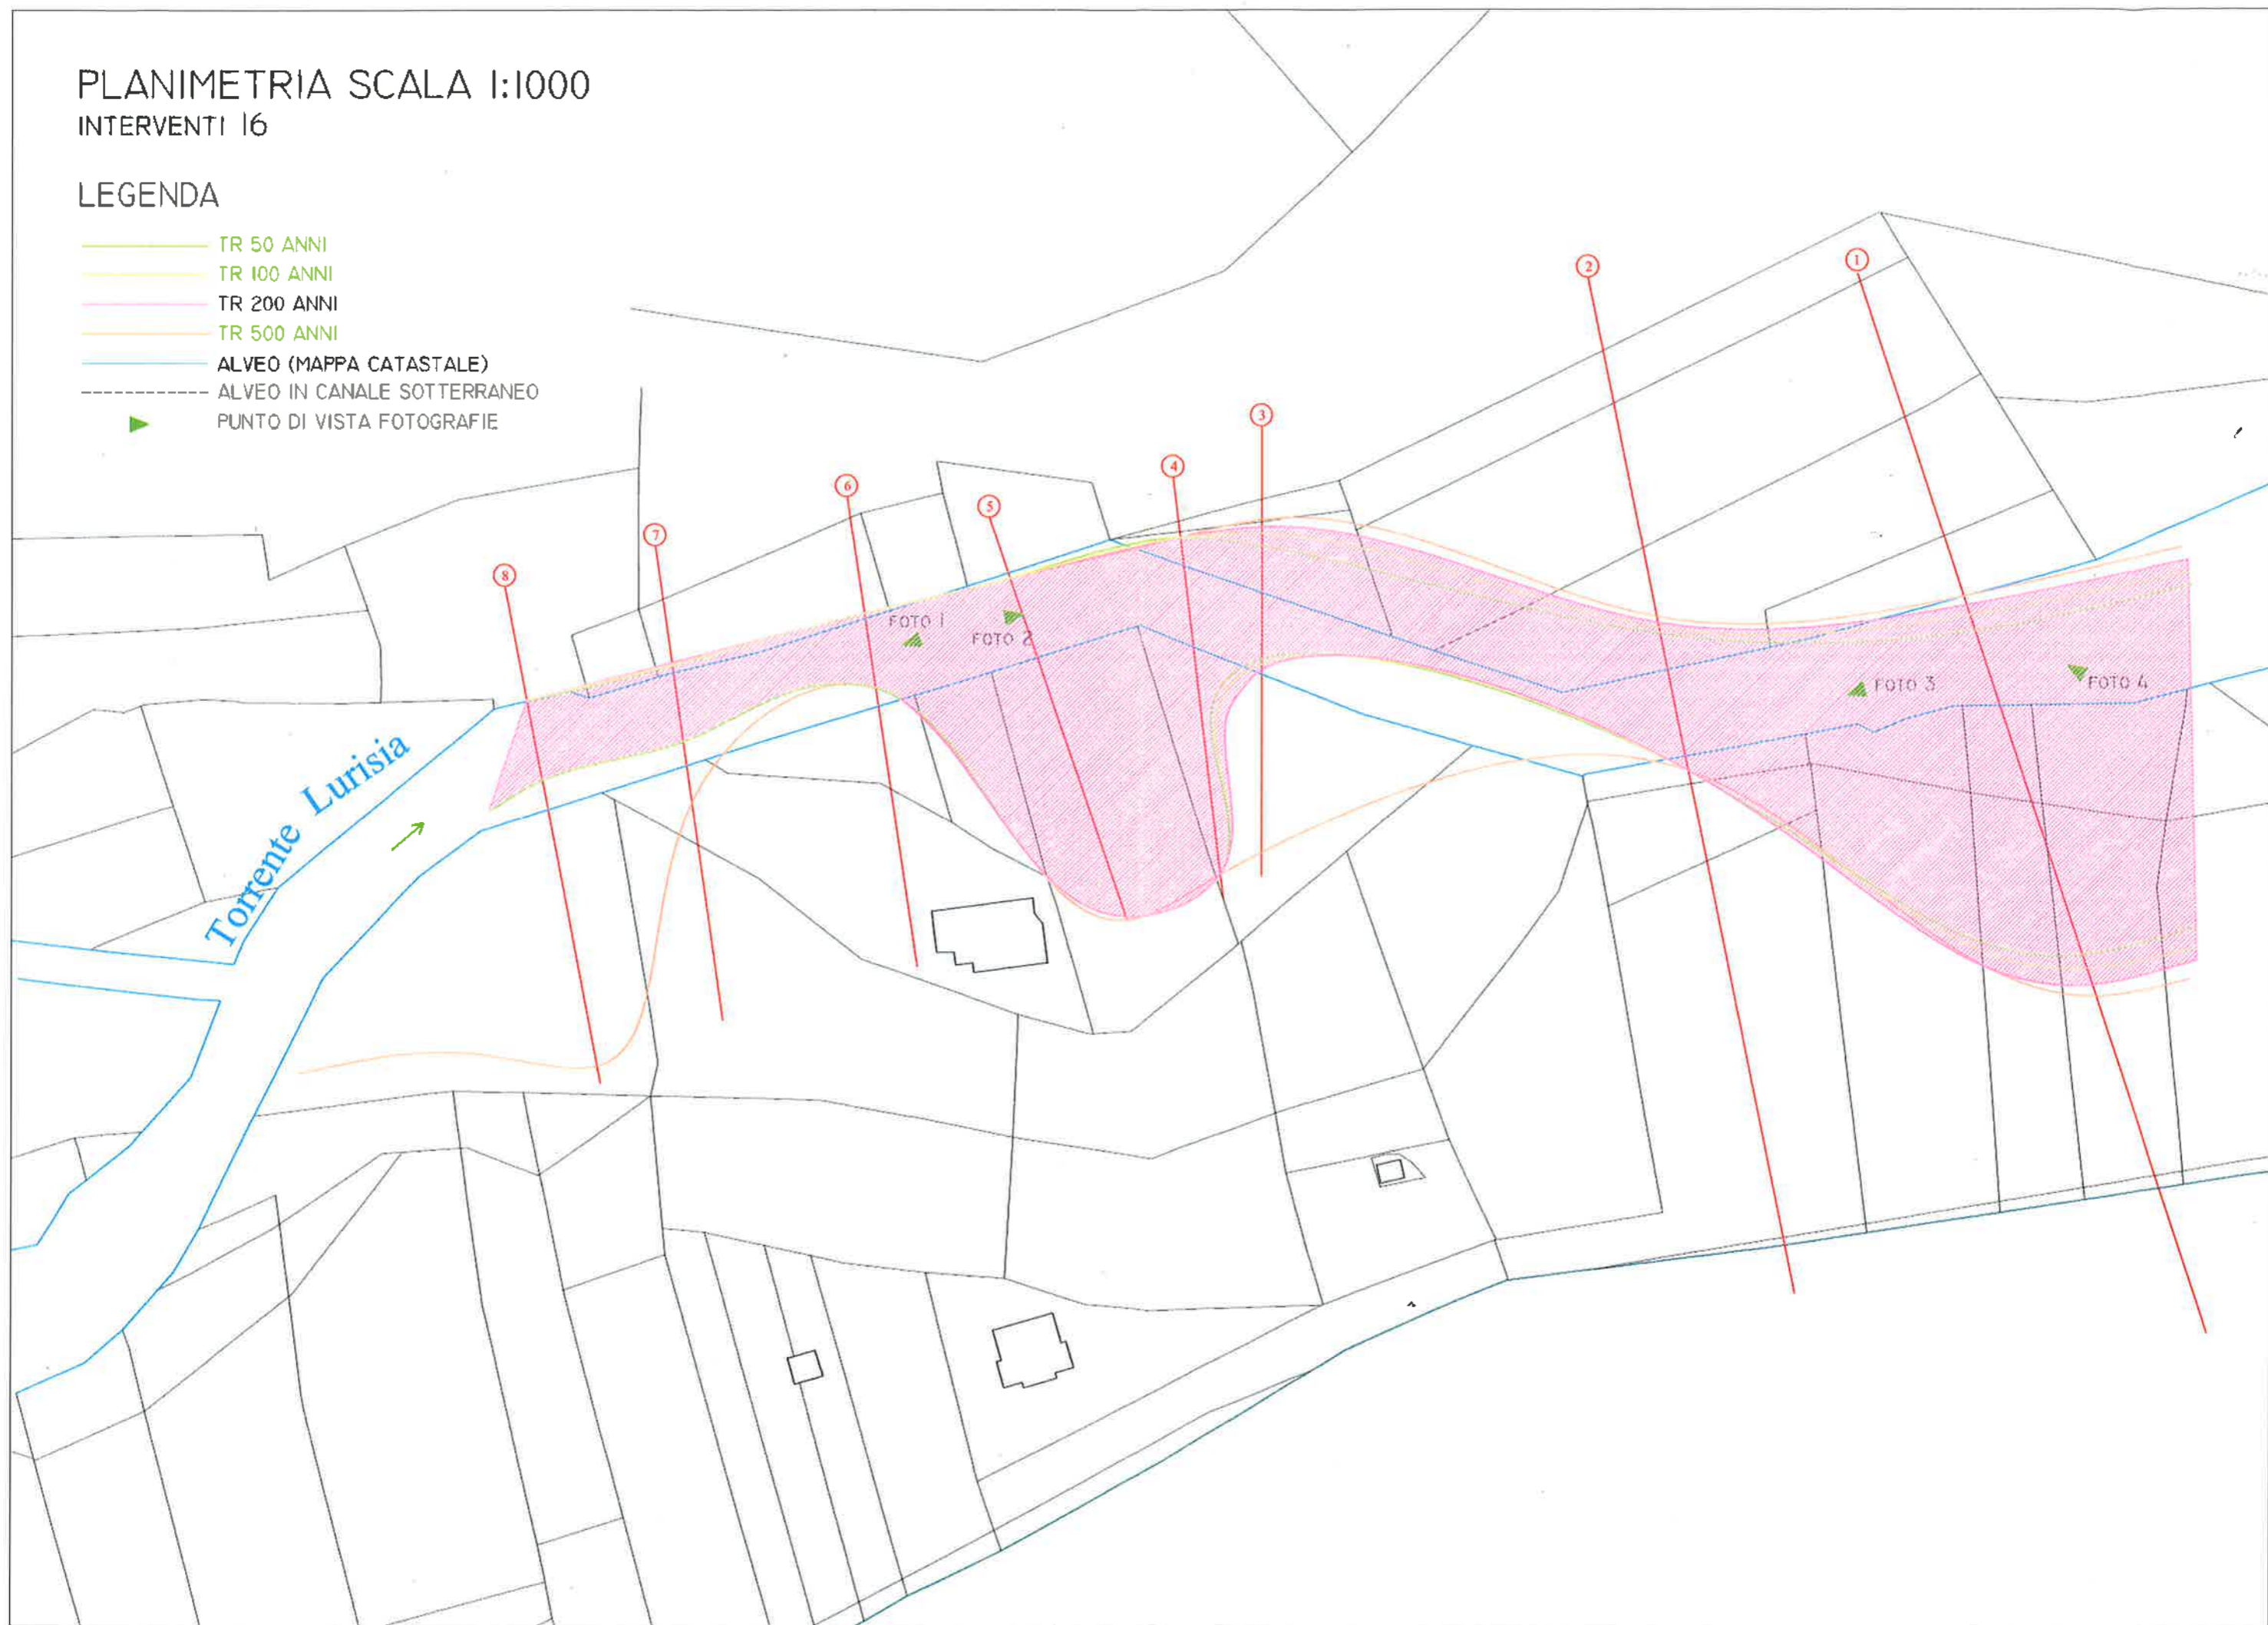 PLANIMETRIA SCALA 1:1000
INTERVENTI 16
LEGENDA
TR 50 ANNI
TR 100 ANNI
TR 200 ANNI
TR 500 ANNI
ALVEO (MAPPA CATASTALE)
ALVEO IN CANALE SOTTERRANEO
PUNTO DI VISTA FOTOGRAFIE
1
2
3
4
5
6
7
8
FOTO 1
FOTO 2
FOTO 3
FOTO 4
Torrente Lurisia